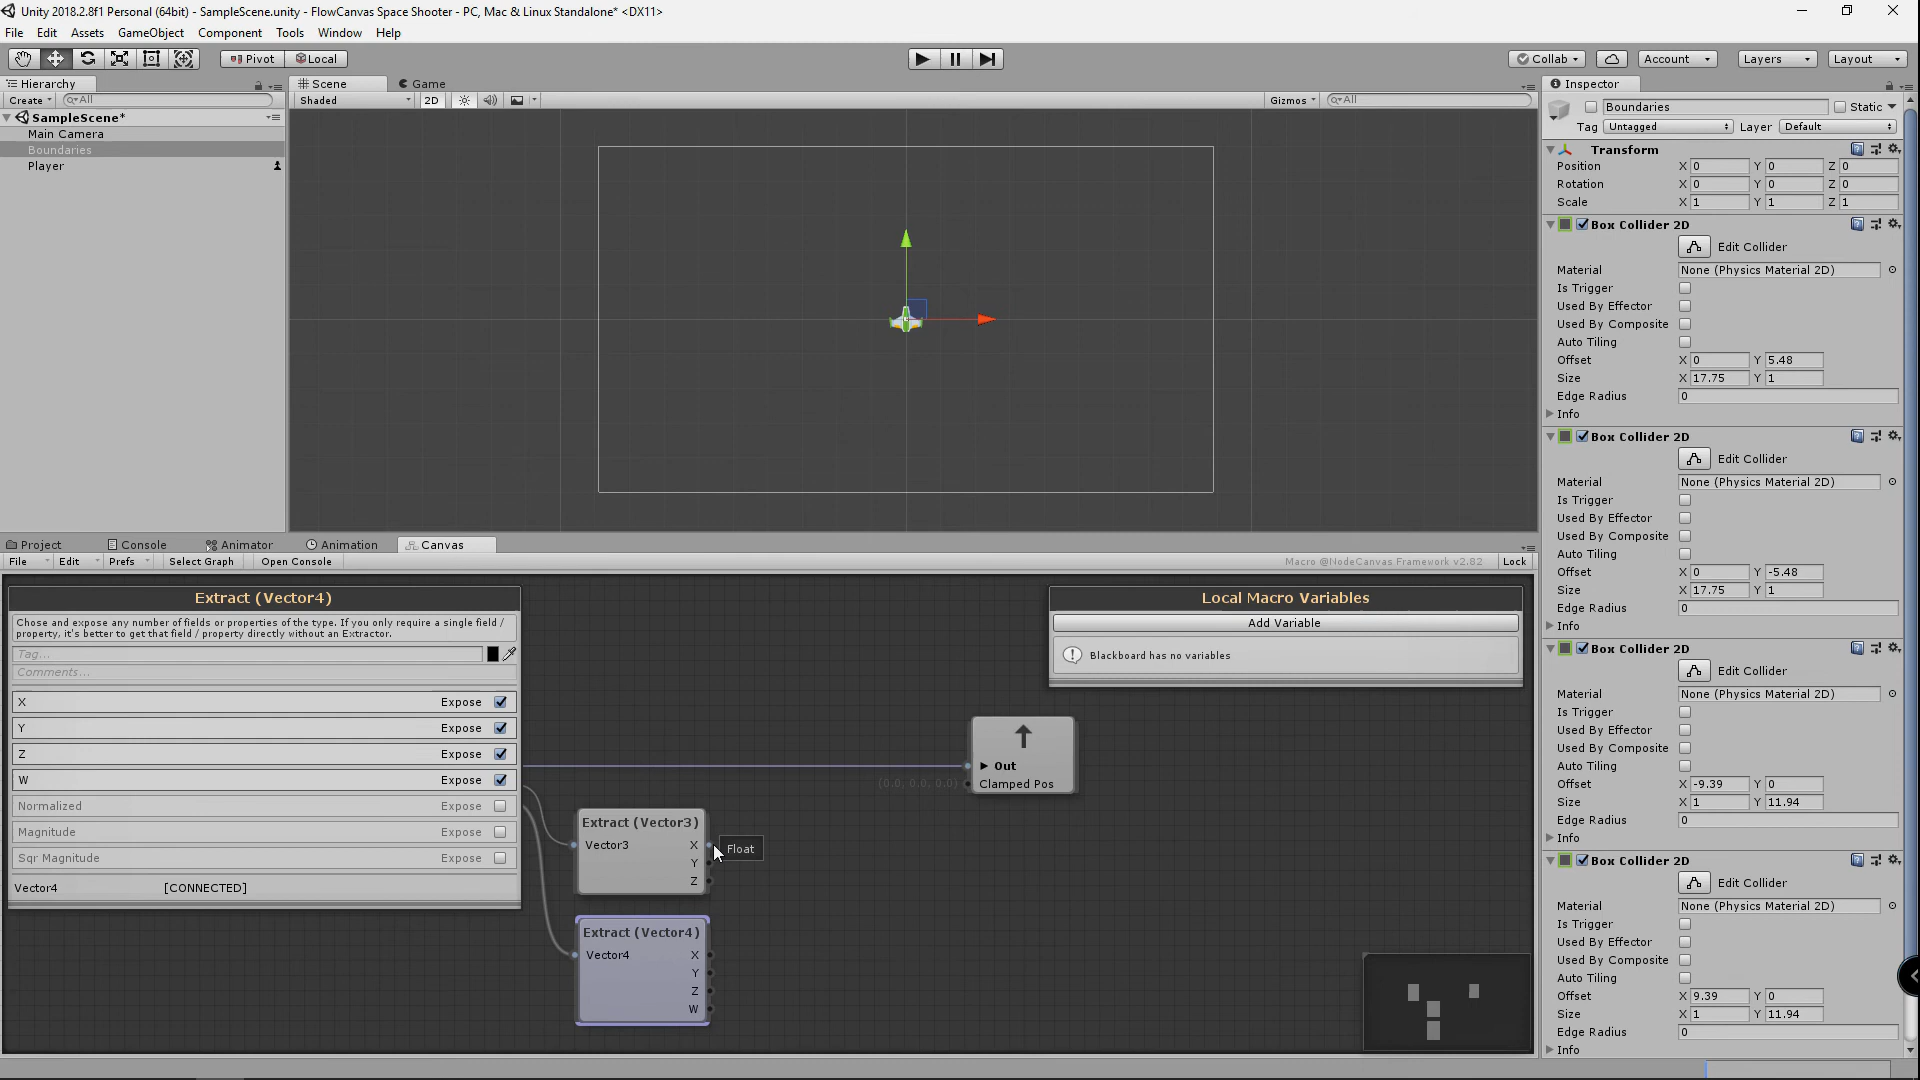 Unity 2018.2.8f1 Personal (64bit) - SampleScene.unity - FlowCanvas Space Shooter - PC, Mac & Linux Standalone* <DX11>
File Edit Assets GameObject Component Tools Window Help
Pivot Local Collab Account Layers Layout
Hierarchy
Create All
SampleScene*
Main Camera
Boundaries
Player
Scene Game
Shaded 2D Gizmos All
Project Console Animator Animation Canvas
File Edit Prefs Select Graph Open Console Macro @NodeCanvas Framework v2.82 Lock
Extract (Vector4)
Chose and expose any number of fields or properties of the type. If you only require a single field /
property, it's better to get that field / property directly without an Extractor.
Tag...
Comments...
X Expose
Y Expose
Z Expose
W Expose
Normalized Expose
Magnitude Expose
Sqr Magnitude Expose
Vector4 [CONNECTED]
Extract (Vector3)
Vector3 X
Y
Z
Float
Extract (Vector4)
Vector4 X
Y
Z
W
Out
(0.0, 0.0, 0.0) Clamped Pos
Local Macro Variables
Add Variable
Blackboard has no variables
Inspector
Boundaries Static
Tag Untagged Layer Default
Transform
Position X 0 Y 0 Z 0
Rotation X 0 Y 0 Z 0
Scale X 1 Y 1 Z 1
Box Collider 2D
Edit Collider
Material None (Physics Material 2D)
Is Trigger
Used By Effector
Used By Composite
Auto Tiling
Offset X 0 Y 5.48
Size X 17.75 Y 1
Edge Radius 0
Info
Box Collider 2D
Edit Collider
Material None (Physics Material 2D)
Is Trigger
Used By Effector
Used By Composite
Auto Tiling
Offset X 0 Y -5.48
Size X 17.75 Y 1
Edge Radius 0
Info
Box Collider 2D
Edit Collider
Material None (Physics Material 2D)
Is Trigger
Used By Effector
Used By Composite
Auto Tiling
Offset X -9.39 Y 0
Size X 1 Y 11.94
Edge Radius 0
Info
Box Collider 2D
Edit Collider
Material None (Physics Material 2D)
Is Trigger
Used By Effector
Used By Composite
Auto Tiling
Offset X 9.39 Y 0
Size X 1 Y 11.94
Edge Radius 0
Info